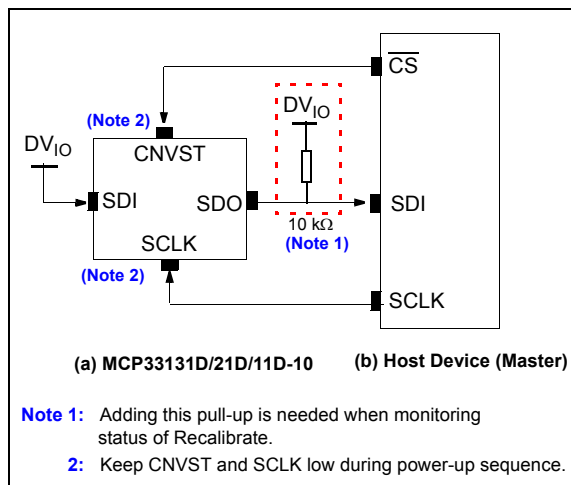 CS
(Note 2)
DV_IO
DV_IO
CNVST
SDI
SDO
SDI
10 kΩ
(Note 1)
SCLK
(Note 2)
SCLK
(a) MCP33131D/21D/11D-10
(b) Host Device (Master)
Note 1: Adding this pull-up is needed when monitoring
status of Recalibrate.
2: Keep CNVST and SCLK low during power-up sequence.